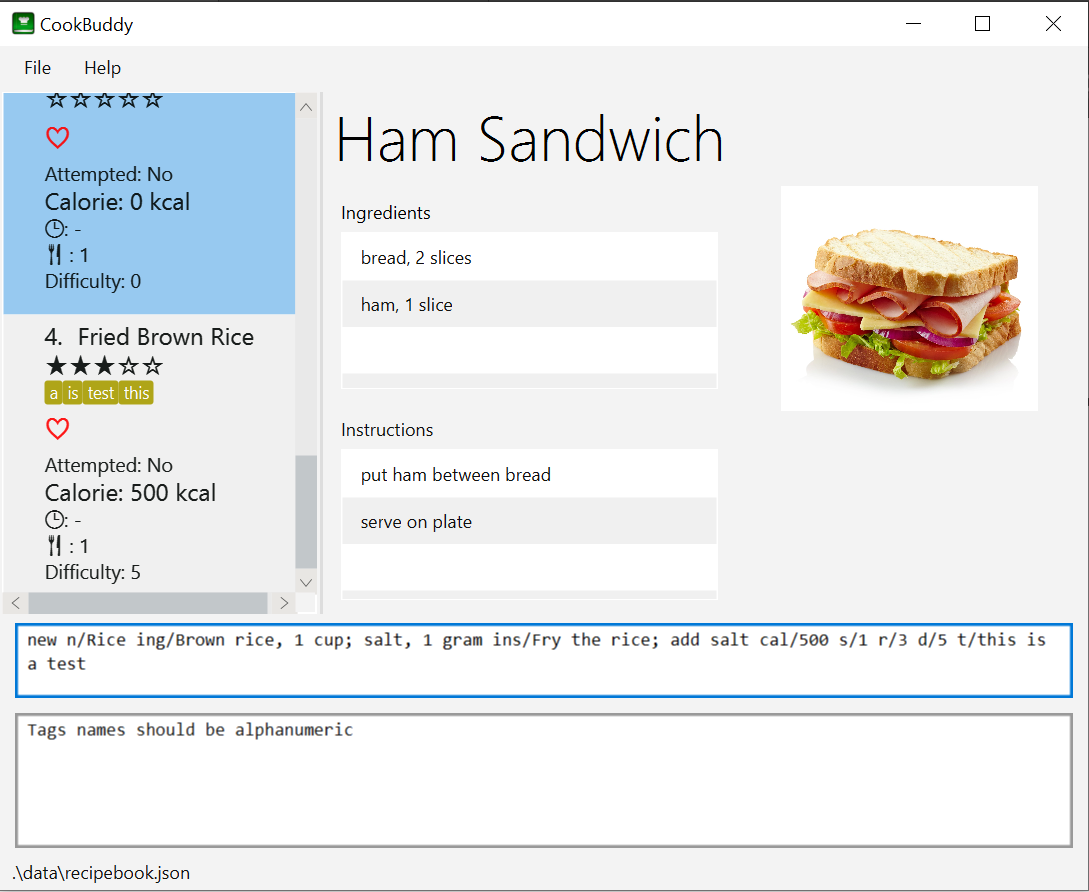 CookBuddy
File Help
☆☆☆☆☆
Attempted: No
Calorie: 0 kcal
: -
: 1
Difficulty: 0
4. Fried Brown Rice
★★★☆☆
a is test this
Attempted: No
Calorie: 500 kcal
: -
: 1
Difficulty: 5
Ham Sandwich
Ingredients
bread, 2 slices
ham, 1 slice
Instructions
put ham between bread
serve on plate
new n/Rice ing/Brown rice, 1 cup; salt, 1 gram ins/Fry the rice; add salt cal/500 s/1 r/3 d/5 t/this is
a test
Tags names should be alphanumeric
.\data\recipebook.json